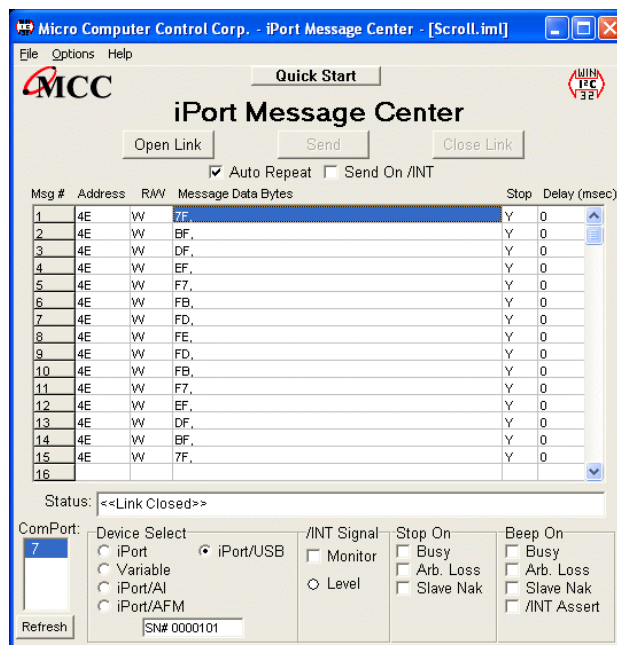 Micro Computer Control Corp. - iPort Message Center - [Scroll.iml]
File Options Help
MCC
Quick Start
WIN
I²C
32
iPort Message Center
Open Link Send Close Link
Auto Repeat Send On /INT
Msg # Address R/W Message Data Bytes Stop Delay (msec)
1 4E W 7F, Y 0
2 4E W BF, Y 0
3 4E W DF, Y 0
4 4E W EF, Y 0
5 4E W F7, Y 0
6 4E W FB, Y 0
7 4E W FD, Y 0
8 4E W FE, Y 0
9 4E W FD, Y 0
10 4E W FB, Y 0
11 4E W F7, Y 0
12 4E W EF, Y 0
13 4E W DF, Y 0
14 4E W BF, Y 0
15 4E W 7F, Y 0
16
Status: <<Link Closed>>
ComPort: Device Select /INT Signal Stop On Beep On
7 iPort iPort/USB Monitor Busy Busy
Variable Arb. Loss Arb. Loss
iPort/AI Level Slave Nak Slave Nak
iPort/AFM /INT Assert
Refresh SN# 0000101